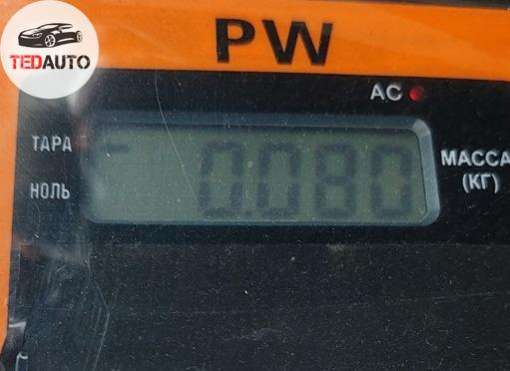 TEDAUTO
PW
AC
ТАРА
0.080
НОЛЬ
МАССА
(КГ)